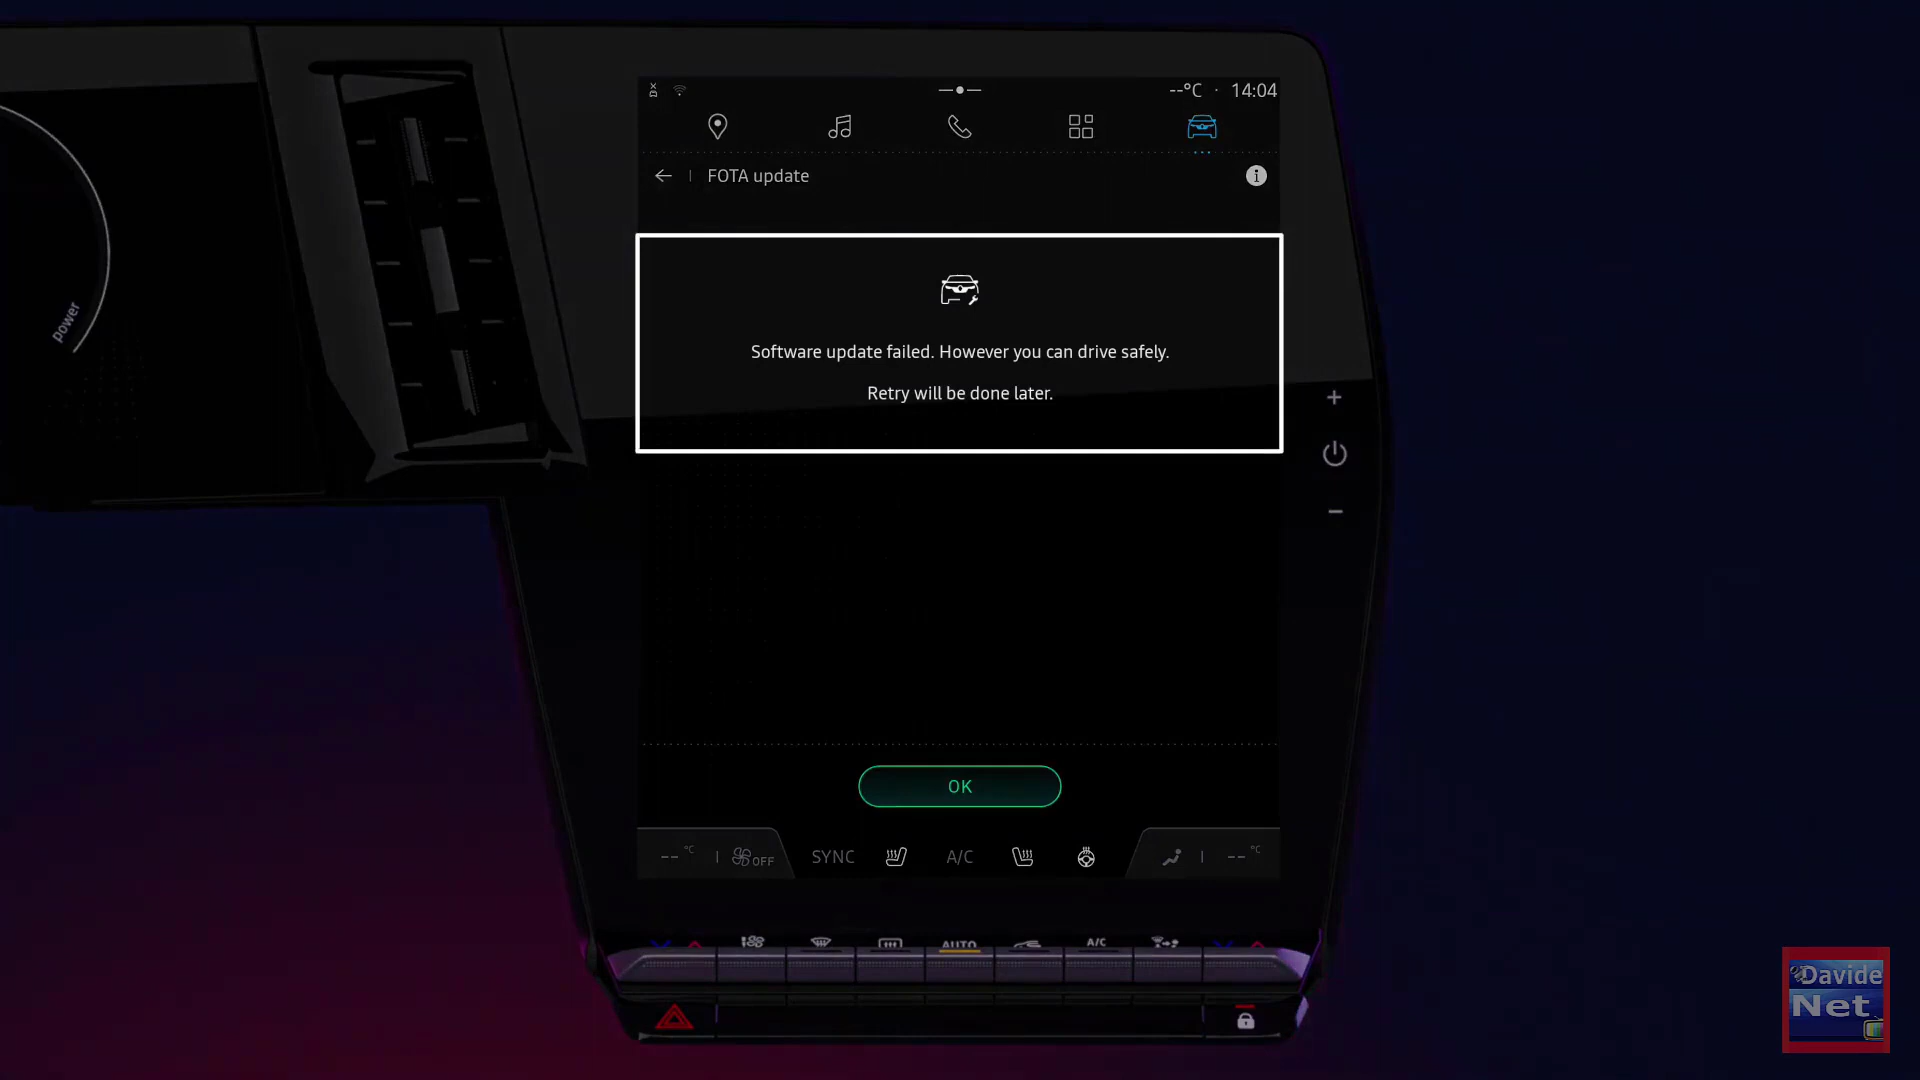 --°C · 14:04
FOTA update
power
Software update failed. However you can drive safely.
Retry will be done later.
OK
-- °C
OFF
SYNC
A/C
-- °C
AUTO
A/C
Davide
Net